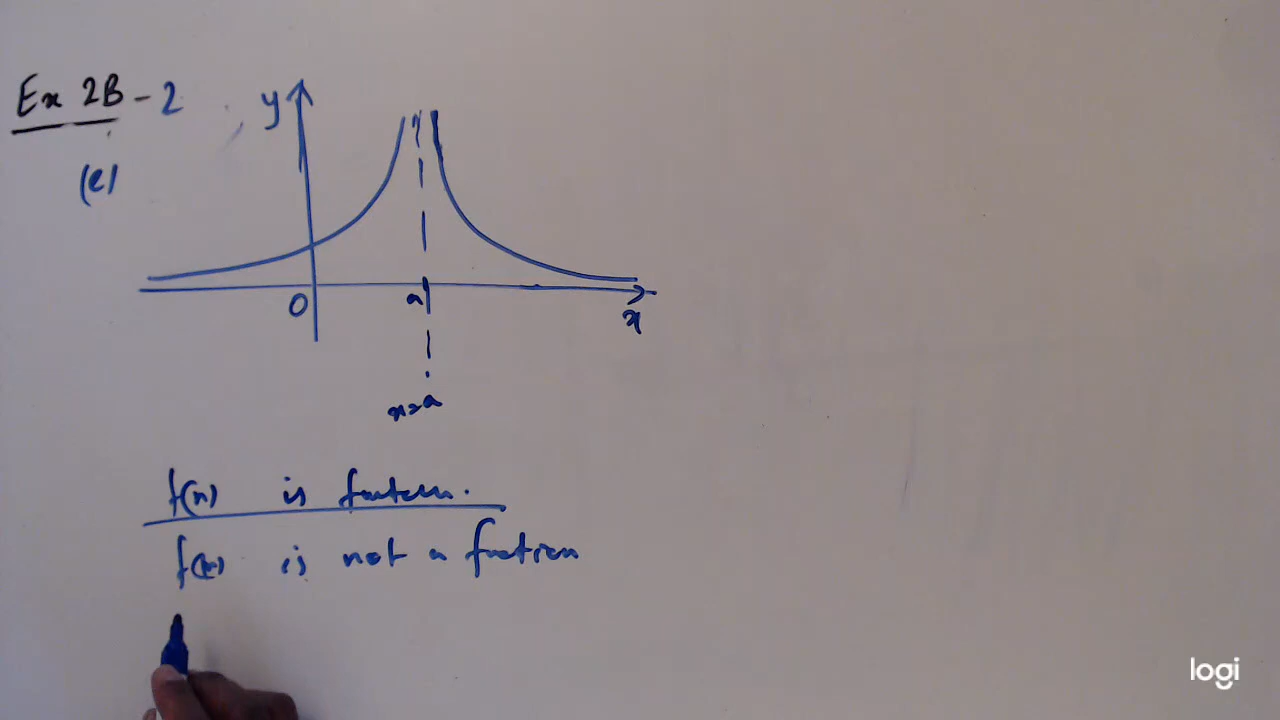 Ex 2B - 2
(e)
y
0
a
x
x=a
f(x) is function.
f(x) is not a function
logi